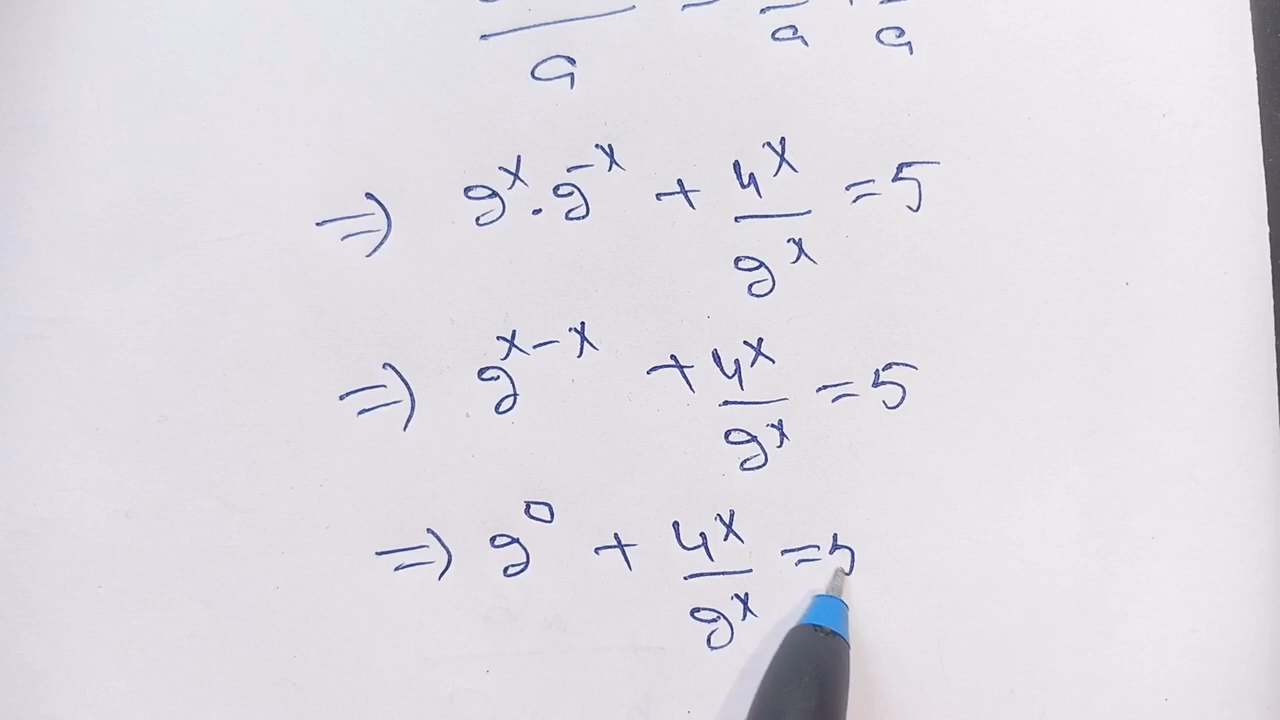 a = a + a
⇒ 9^x · 9^-x + 4^x/9^x = 5
⇒ 9^x-x + 4^x/9^x = 5
⇒ 9^0 + 4^x/9^x = 5